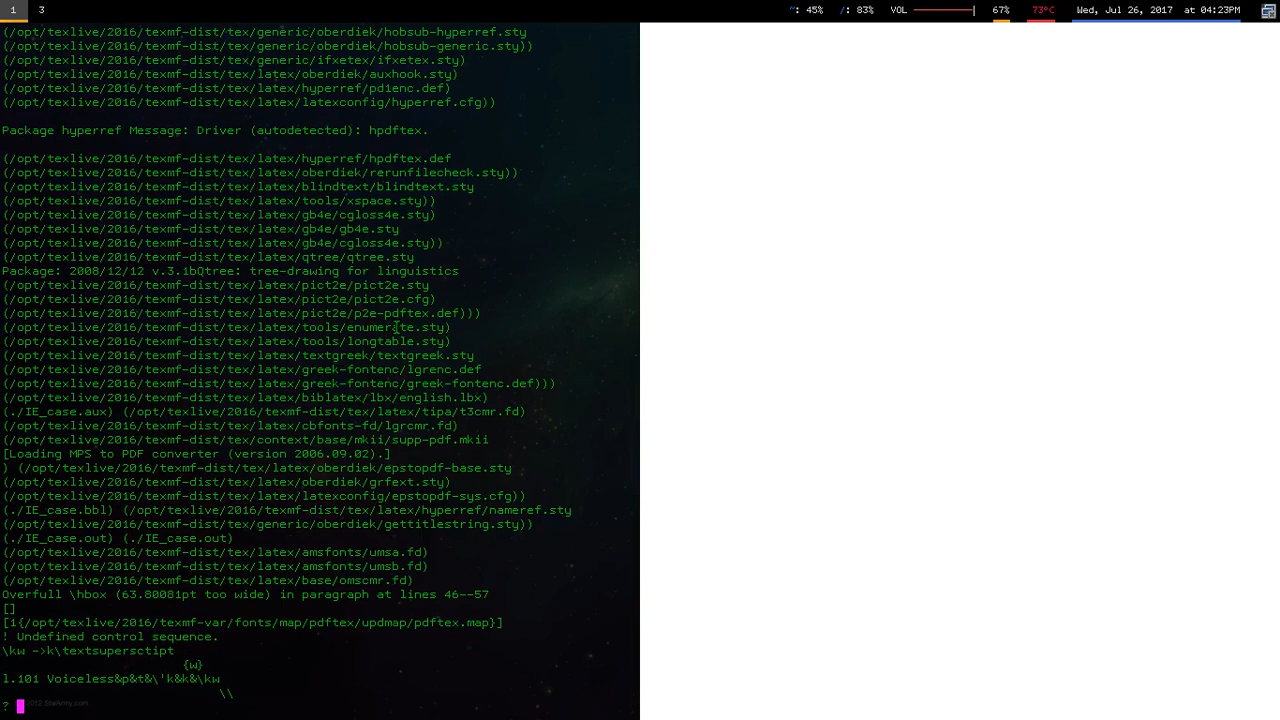 1 3 ~: 45% /: 83% VOL 67% 73°C Wed, Jul 26, 2017 at 04:23PM
(/opt/texlive/2016/texmf-dist/tex/generic/oberdiek/hobsub-hyperref.sty
(/opt/texlive/2016/texmf-dist/tex/generic/oberdiek/hobsub-generic.sty))
(/opt/texlive/2016/texmf-dist/tex/generic/ifxetex/ifxetex.sty)
(/opt/texlive/2016/texmf-dist/tex/latex/oberdiek/auxhook.sty)
(/opt/texlive/2016/texmf-dist/tex/latex/hyperref/pd1enc.def)
(/opt/texlive/2016/texmf-dist/tex/latex/latexconfig/hyperref.cfg))
Package hyperref Message: Driver (autodetected): hpdftex.
(/opt/texlive/2016/texmf-dist/tex/latex/hyperref/hpdftex.def
(/opt/texlive/2016/texmf-dist/tex/latex/oberdiek/rerunfilecheck.sty))
(/opt/texlive/2016/texmf-dist/tex/latex/blindtext/blindtext.sty
(/opt/texlive/2016/texmf-dist/tex/latex/tools/xspace.sty))
(/opt/texlive/2016/texmf-dist/tex/latex/gb4e/cgloss4e.sty)
(/opt/texlive/2016/texmf-dist/tex/latex/gb4e/gb4e.sty
(/opt/texlive/2016/texmf-dist/tex/latex/gb4e/cgloss4e.sty))
(/opt/texlive/2016/texmf-dist/tex/latex/qtree/qtree.sty
Package: 2008/12/12 v.3.1bQtree: tree-drawing for linguistics
(/opt/texlive/2016/texmf-dist/tex/latex/pict2e/pict2e.sty
(/opt/texlive/2016/texmf-dist/tex/latex/pict2e/pict2e.cfg)
(/opt/texlive/2016/texmf-dist/tex/latex/pict2e/p2e-pdftex.def)))
(/opt/texlive/2016/texmf-dist/tex/latex/tools/enumerate.sty)
(/opt/texlive/2016/texmf-dist/tex/latex/tools/longtable.sty)
(/opt/texlive/2016/texmf-dist/tex/latex/textgreek/textgreek.sty
(/opt/texlive/2016/texmf-dist/tex/latex/greek-fontenc/lgrenc.def
(/opt/texlive/2016/texmf-dist/tex/latex/greek-fontenc/greek-fontenc.def)))
(/opt/texlive/2016/texmf-dist/tex/latex/biblatex/lbx/english.lbx)
(./IE_case.aux) (/opt/texlive/2016/texmf-dist/tex/latex/tipa/t3cmr.fd)
(/opt/texlive/2016/texmf-dist/tex/latex/cbfonts-fd/lgrcmr.fd)
(/opt/texlive/2016/texmf-dist/tex/context/base/mkii/supp-pdf.mkii
[Loading MPS to PDF converter (version 2006.09.02).]
) (/opt/texlive/2016/texmf-dist/tex/latex/oberdiek/epstopdf-base.sty
(/opt/texlive/2016/texmf-dist/tex/latex/oberdiek/grfext.sty)
(/opt/texlive/2016/texmf-dist/tex/latex/latexconfig/epstopdf-sys.cfg))
(./IE_case.bbl) (/opt/texlive/2016/texmf-dist/tex/latex/hyperref/nameref.sty
(/opt/texlive/2016/texmf-dist/tex/generic/oberdiek/gettitlestring.sty))
(./IE_case.out) (./IE_case.out)
(/opt/texlive/2016/texmf-dist/tex/latex/amsfonts/umsa.fd)
(/opt/texlive/2016/texmf-dist/tex/latex/amsfonts/umsb.fd)
(/opt/texlive/2016/texmf-dist/tex/latex/base/omscmr.fd)
Overfull \hbox (63.80081pt too wide) in paragraph at lines 46--57
[]
[1{/opt/texlive/2016/texmf-var/fonts/map/pdftex/updmap/pdftex.map}]
! Undefined control sequence.
\kw ->k\textsupersctipt
{w}
l.101 Voiceless&p&t&\'k&k&\kw
\\
?